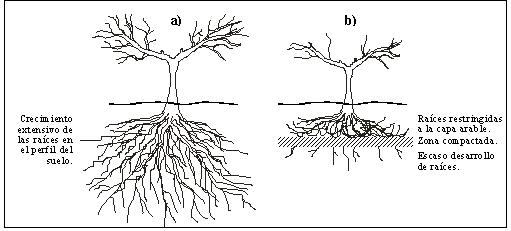 a)
b)
Crecimiento
extensivo de
las raíces en
el perfil del
suelo.
Raíces restringidas
a la capa arable.
Zona compactada.
Escaso desarrollo
de raíces.